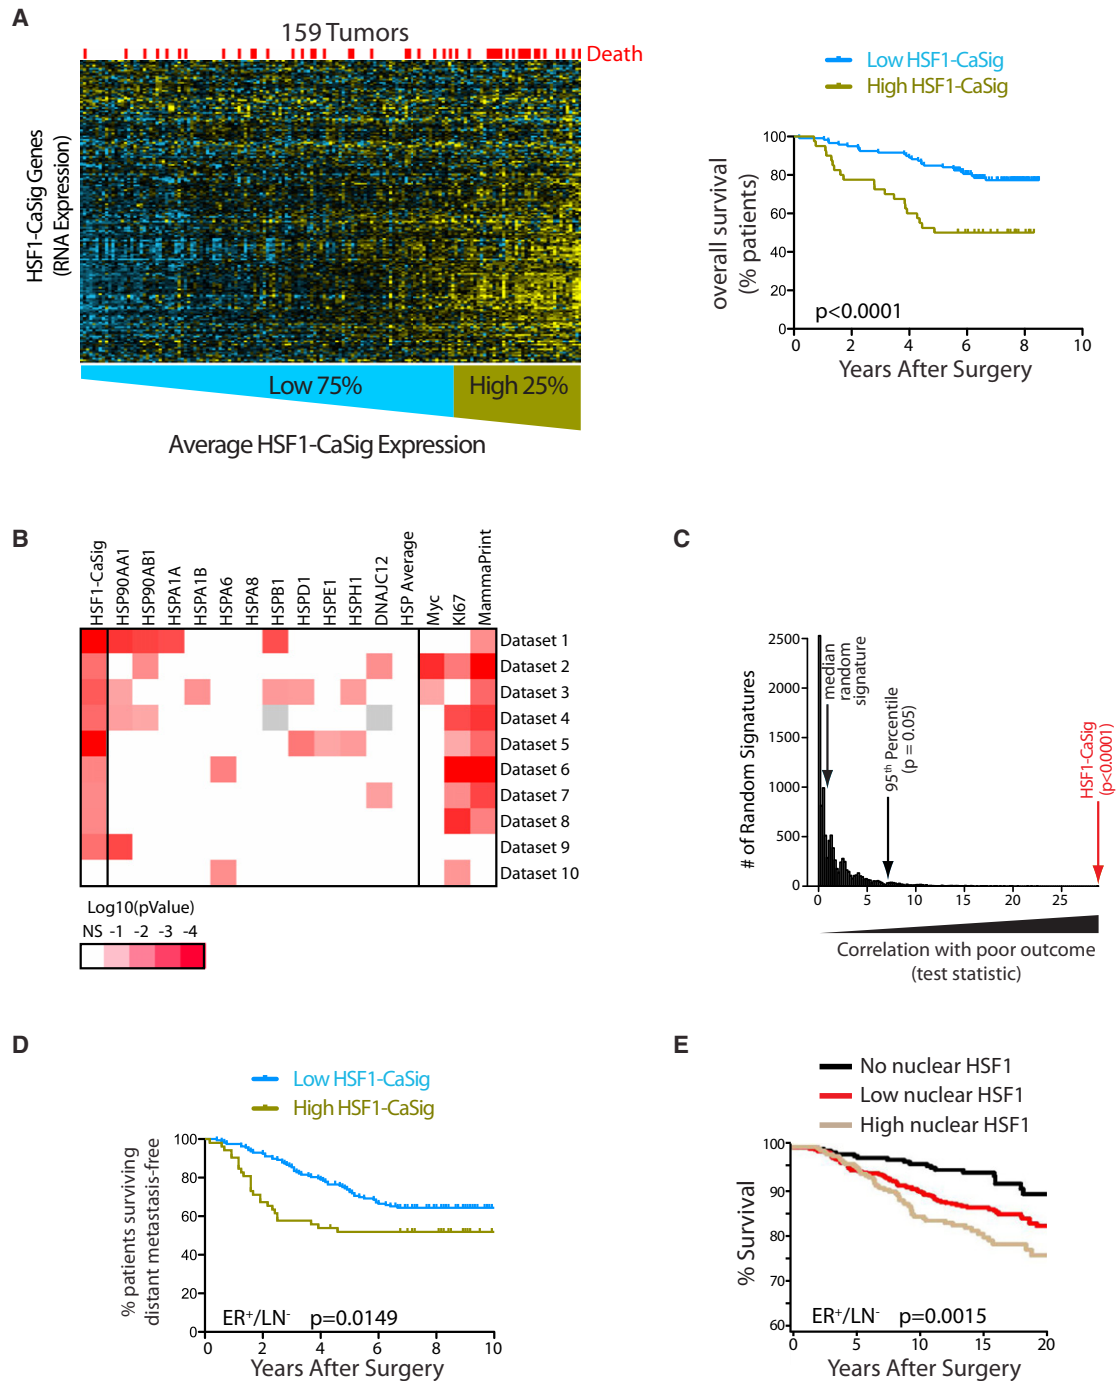 A
159 Tumors
Death
HSF1-CaSig Genes
(RNA Expression)
Low 75%
High 25%
Average HSF1-CaSig Expression
Low HSF1-CaSig
High HSF1-CaSig
overall survival
(% patients)
100
80
60
40
20
0
p<0.0001
0 2 4 6 8 10
Years After Surgery
B
HSF1-CaSig
HSP90AA1
HSP90AB1
HSPA1A
HSPA1B
HSPA6
HSPA8
HSPB1
HSPD1
HSPE1
HSPH1
DNAJC12
HSP Average
Myc
KI67
MammaPrint
Dataset 1
Dataset 2
Dataset 3
Dataset 4
Dataset 5
Dataset 6
Dataset 7
Dataset 8
Dataset 9
Dataset 10
Log10(pValue)
NS -1 -2 -3 -4
C
# of Random Signatures
2500
2000
1500
1000
500
0
median
random
signature
95th Percentile
(p = 0.05)
HSF1-CaSig
(p<0.0001)
0 5 10 15 20 25
Correlation with poor outcome
(test statistic)
D
Low HSF1-CaSig
High HSF1-CaSig
% patients surviving
distant metastasis-free
100
80
60
40
20
0
ER+/LN- p=0.0149
0 2 4 6 8 10
Years After Surgery
E
No nuclear HSF1
Low nuclear HSF1
High nuclear HSF1
% Survival
100
90
80
70
60
ER+/LN- p=0.0015
0 5 10 15 20
Years After Surgery